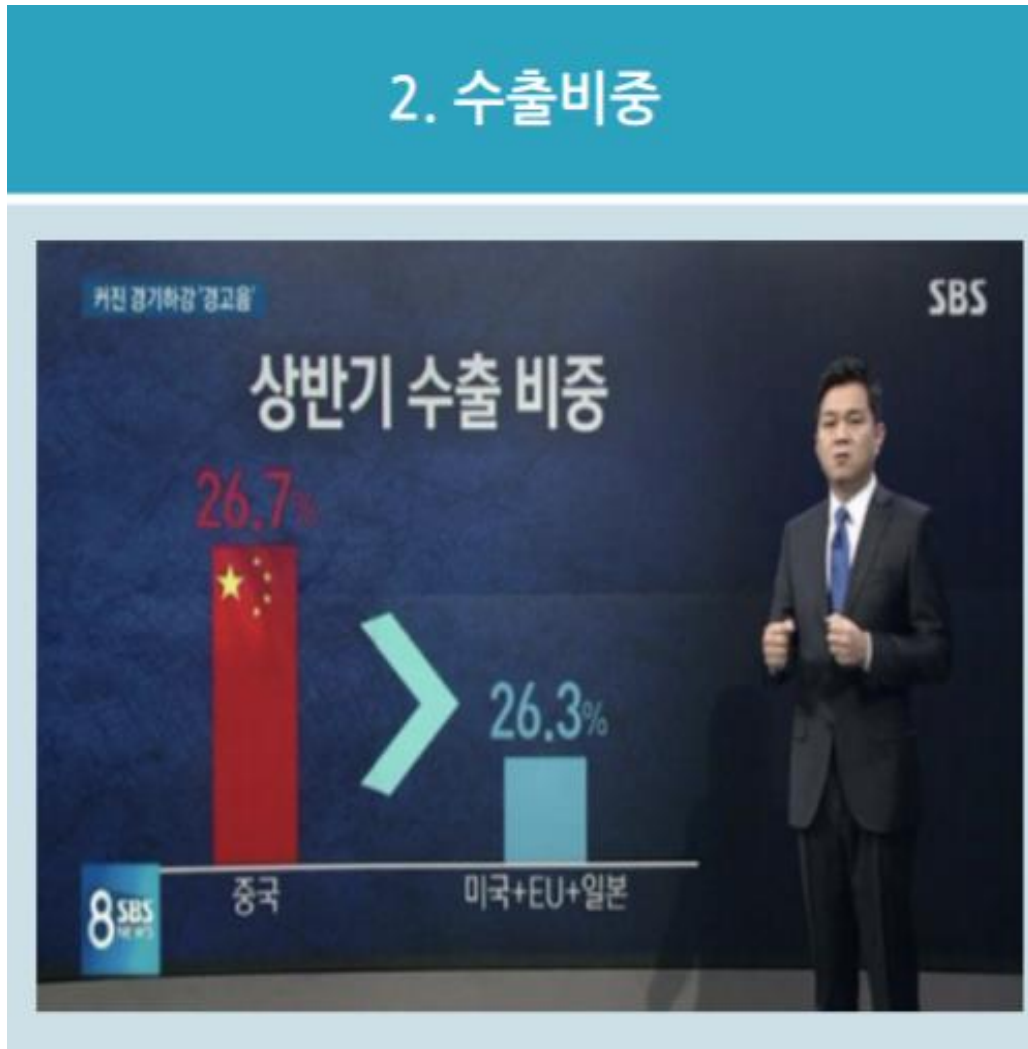 2. 수출비중
커진 경기하강 '경고음'
SBS
상반기 수출 비중
26.7%
26.3%
중국
미국+EU+일본
8 SBS
NEWS